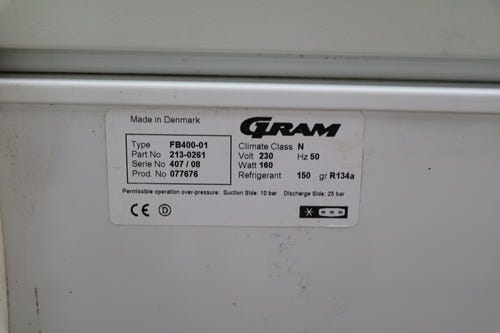 Made in Denmark
GRAM
Type FB400-01
Part No 213-0261
Serie No 407 / 08
Prod. No 077676
Climate Class N
Volt 230 Hz 50
Watt 160
Refrigerant 150 gr R134a
Permissible operation over-pressure: Suction Side: 10 bar Discharge Side: 25 bar
CE D